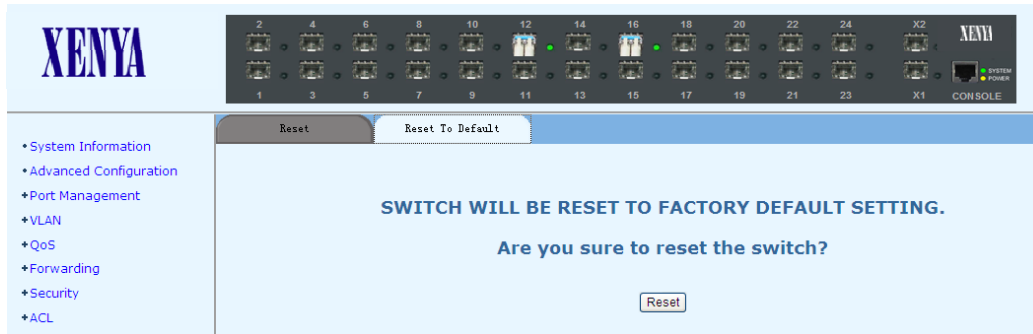 XENYA
2 4 6 8 10 12 14 16 18 20 22 24 X2
XENYA
SYSTEM
POWER
1 3 5 7 9 11 13 15 17 19 21 23 X1 CONSOLE
Reset
Reset To Default
System Information
Advanced Configuration
Port Management
VLAN
QoS
Forwarding
Security
ACL
SWITCH WILL BE RESET TO FACTORY DEFAULT SETTING.
Are you sure to reset the switch?
Reset